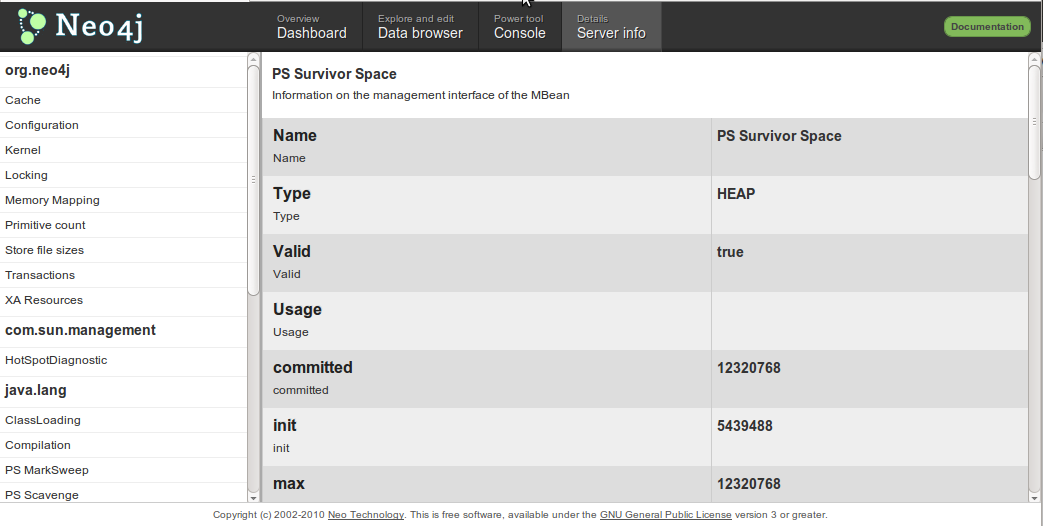 Neo4j
Overview
Dashboard
Explore and edit
Data browser
Power tool
Console
Details
Server info
Documentation
org.neo4j
Cache
Configuration
Kernel
Locking
Memory Mapping
Primitive count
Store file sizes
Transactions
XA Resources
com.sun.management
HotSpotDiagnostic
java.lang
ClassLoading
Compilation
PS MarkSweep
PS Scavenge
PS Survivor Space
Information on the management interface of the MBean
Name
Name
PS Survivor Space
Type
Type
HEAP
Valid
Valid
true
Usage
Usage
committed
committed
12320768
init
init
5439488
max
12320768
Copyright (c) 2002-2010 Neo Technology. This is free software, available under the GNU General Public License version 3 or greater.